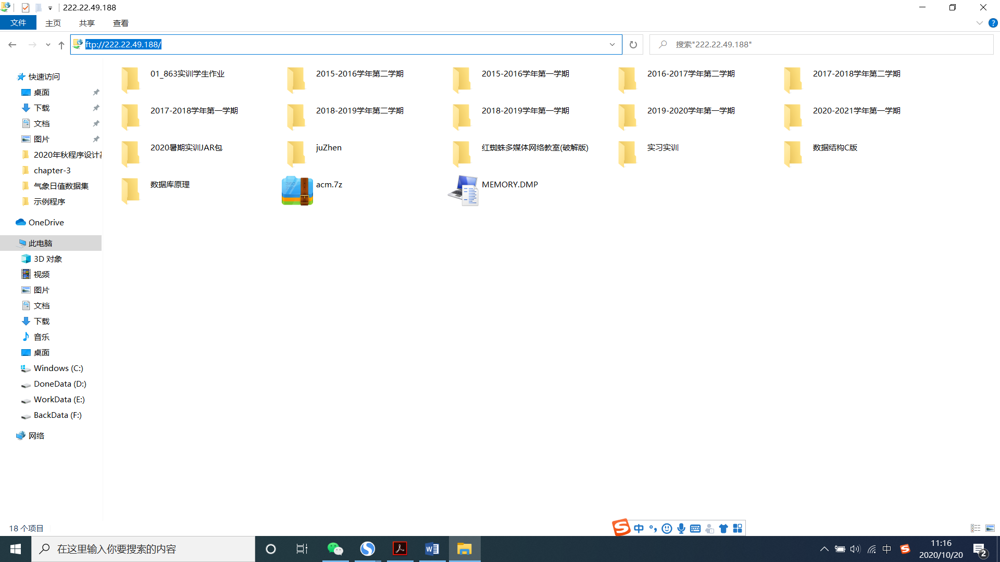 222.22.49.188
文件 主页 共享 查看
ftp://222.22.49.188/
搜索"222.22.49.188"
快速访问
桌面
下载
文档
图片
2020年秋程序设计
chapter-3
气象日值数据集
示例程序
OneDrive
此电脑
3D 对象
视频
图片
文档
下载
音乐
桌面
Windows (C:)
DoneData (D:)
WorkData (E:)
BackData (F:)
网络
01_863实训学生作业
2015-2016学年第二学期
2015-2016学年第一学期
2016-2017学年第二学期
2017-2018学年第二学期
2017-2018学年第一学期
2018-2019学年第二学期
2018-2019学年第一学期
2019-2020学年第一学期
2020-2021学年第一学期
2020暑期实训JAR包
juZhen
红蜘蛛多媒体网络教室(破解版)
实习实训
数据结构C版
数据库原理
acm.7z
MEMORY.DMP
18 个项目
中
在这里输入你要搜索的内容
中
11:16
2020/10/20
2